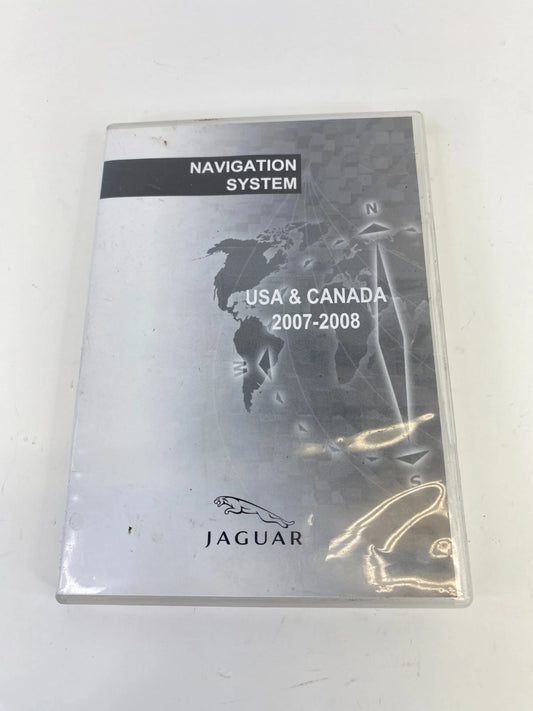 NAVIGATION
SYSTEM
N
USA & CANADA
2007-2008
W
S
JAGUAR